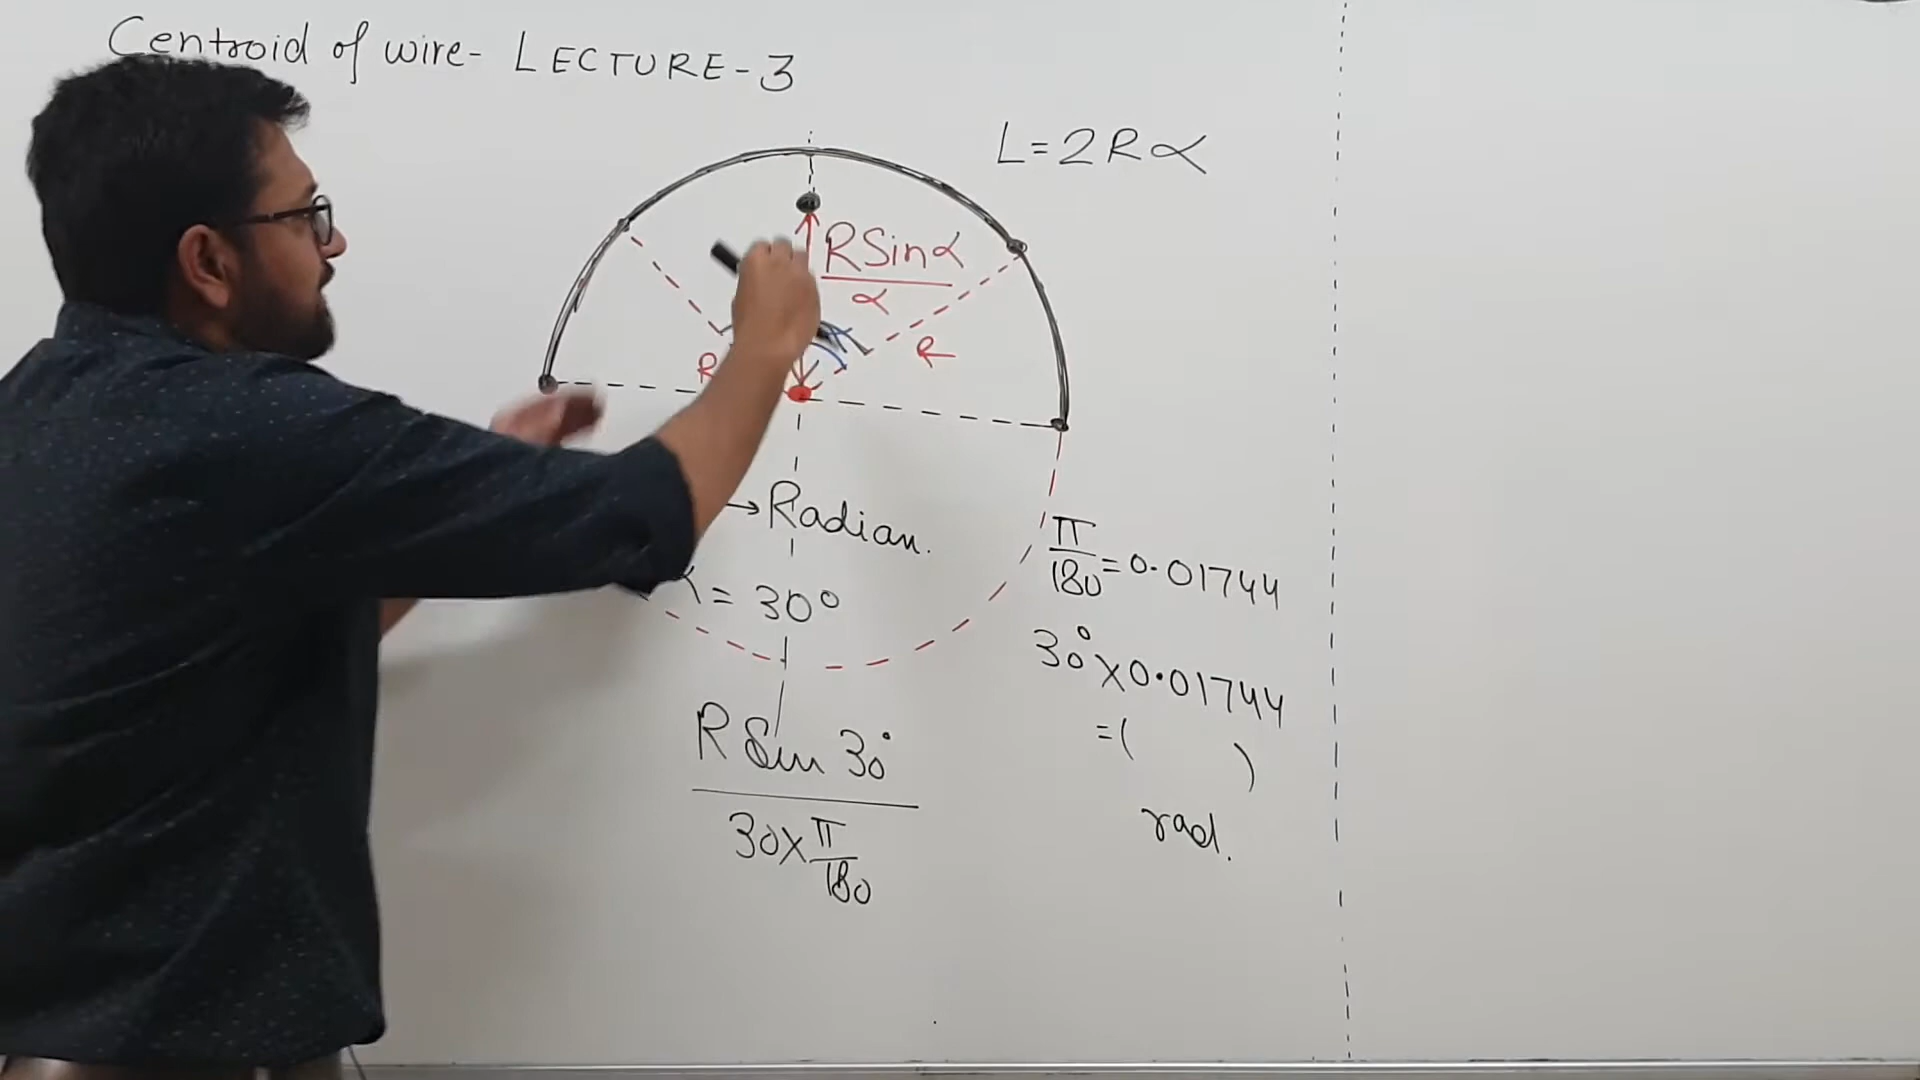 Centroid of wire- LECTURE-3
L=2Rα
RSinα
α
R
R
→Radian.
π
180
=0.01744
α=30°
30°×0.01744
=( )
rad.
RSin 30°
30×π
180